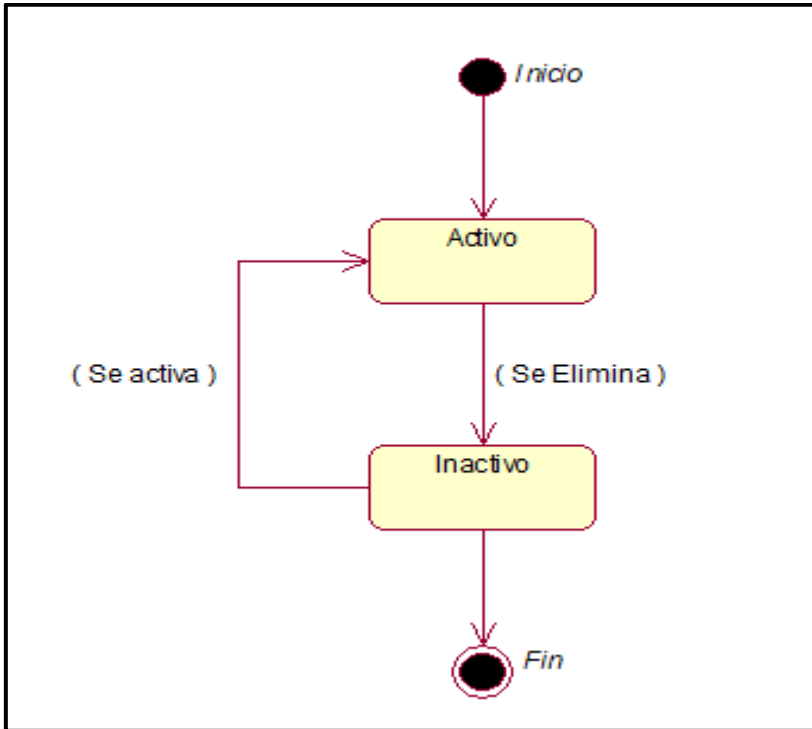 Inicio
Activo
( Se activa )
( Se Elimina )
Inactivo
Fin